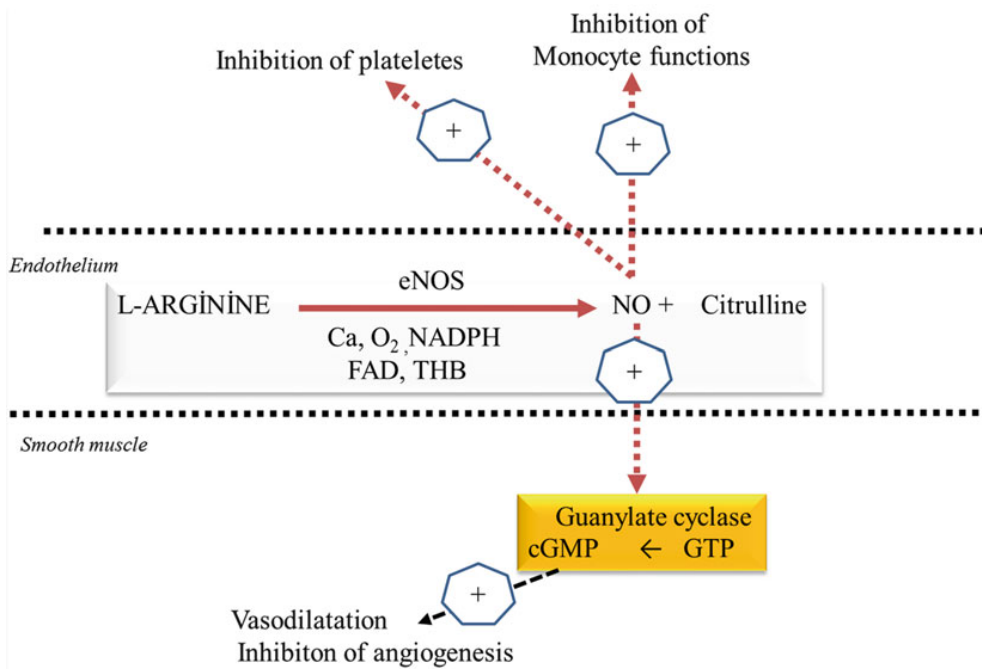 Inhibition of
Monocyte functions
Inhibition of plateletes
+
+
Endothelium
eNOS
L-ARGİNİNE
NO + Citrulline
Ca, O₂ ,NADPH
FAD, THB
+
Smooth muscle
Guanylate cyclase
cGMP ← GTP
+
Vasodilatation
Inhibiton of angiogenesis